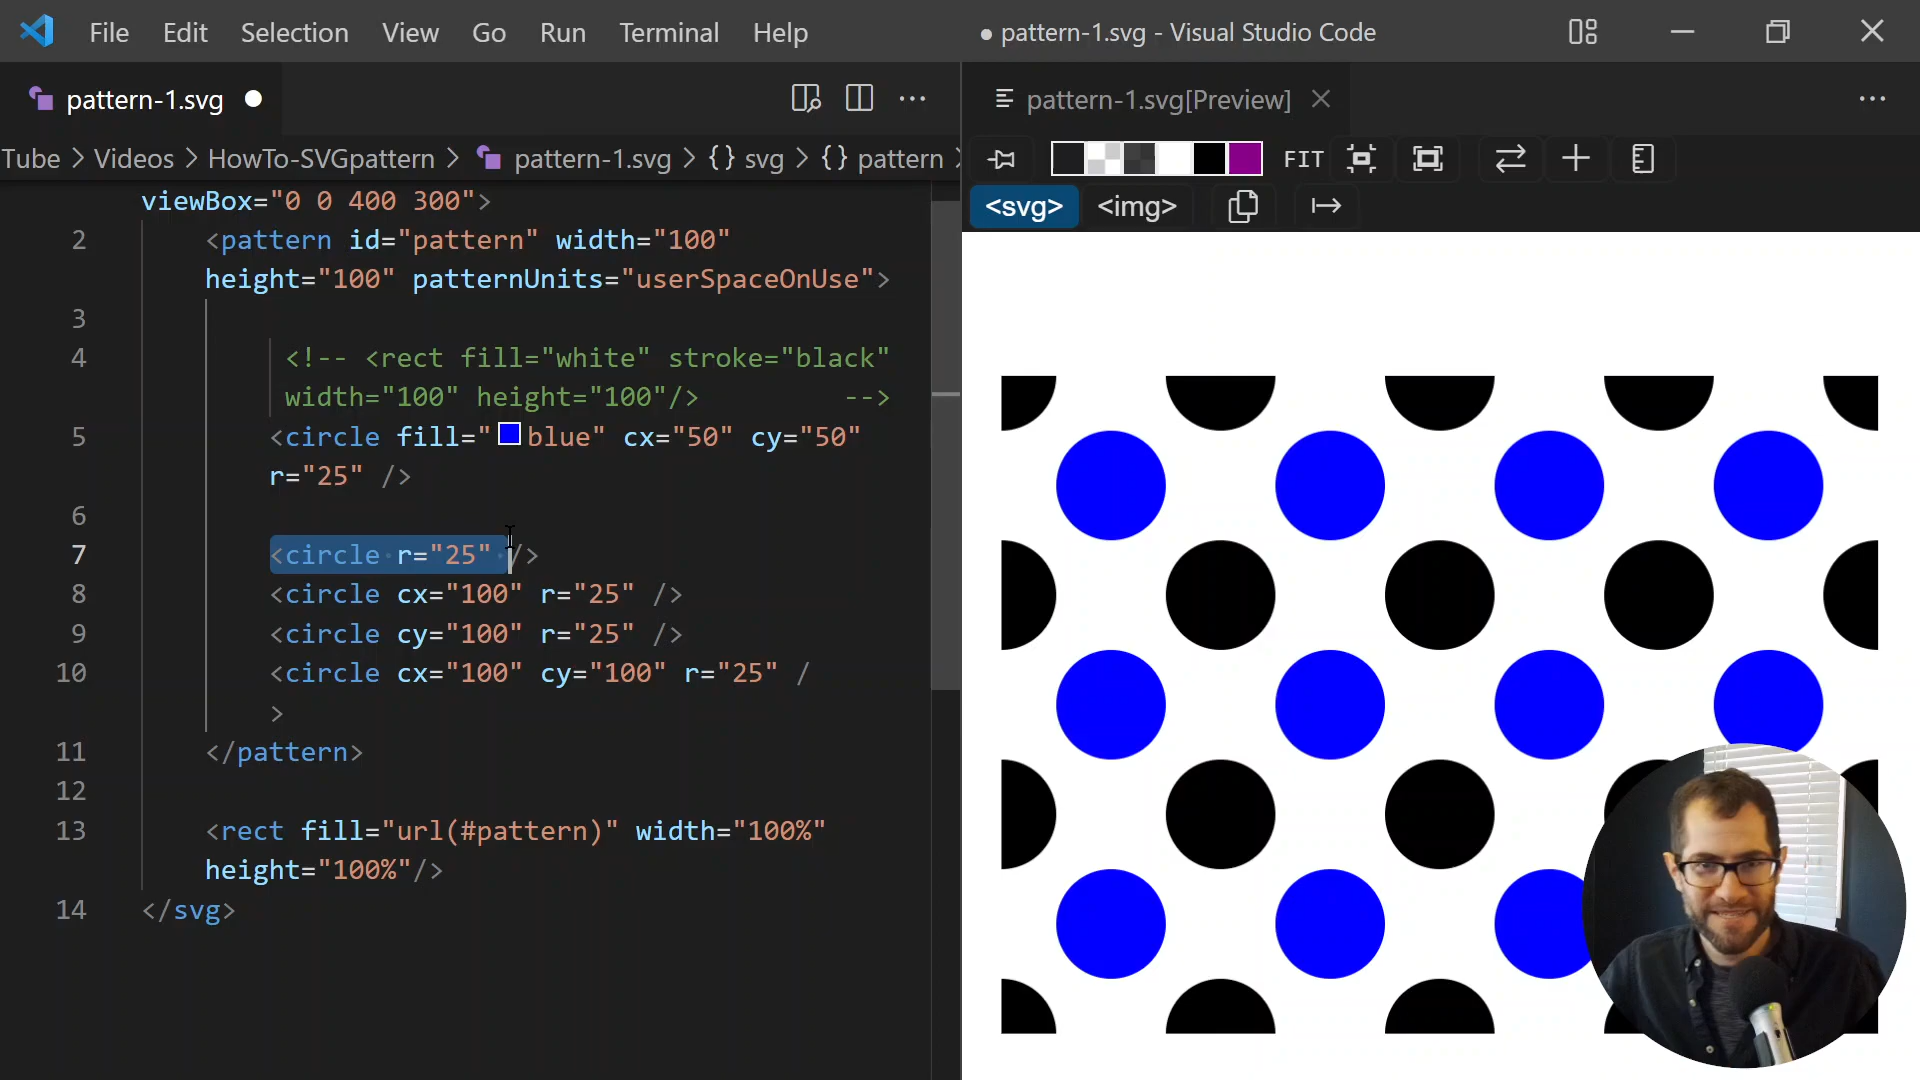 File Edit Selection View Go Run Terminal Help
pattern-1.svg - Visual Studio Code
pattern-1.svg
pattern-1.svg[Preview]
Tube > Videos > HowTo-SVGpattern > pattern-1.svg > {} svg > {} pattern >
FIT
<svg> <img>
viewBox="0 0 400 300">
2 <pattern id="pattern" width="100"
height="100" patternUnits="userSpaceOnUse">
3
4 <!-- <rect fill="white" stroke="black"
width="100" height="100"/> -->
5 <circle fill="blue" cx="50" cy="50"
r="25" />
6
7 <circle r="25" />
8 <circle cx="100" r="25" />
9 <circle cy="100" r="25" />
10 <circle cx="100" cy="100" r="25" /
>
11 </pattern>
12
13 <rect fill="url(#pattern)" width="100%"
height="100%"/>
14 </svg>